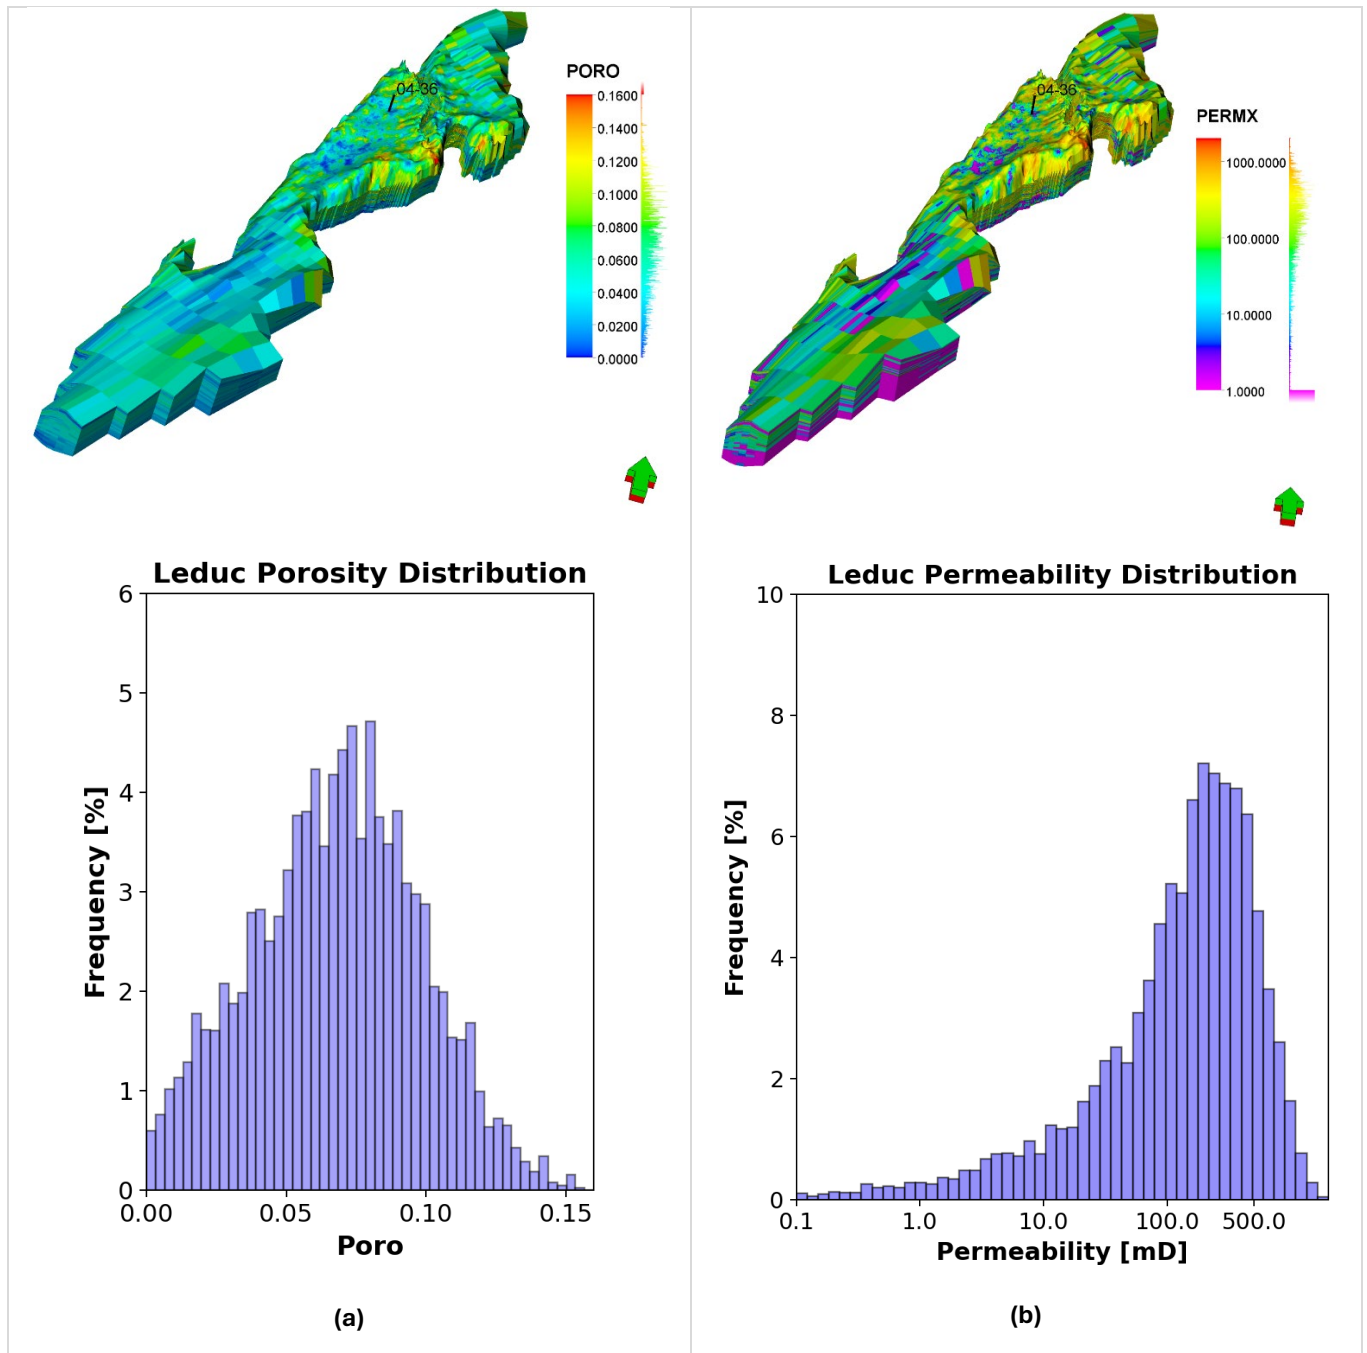 PORO
0.1600
0.1400
0.1200
0.1000
0.0800
0.0600
0.0400
0.0200
0.0000
04-36
PERMX
1000.0000
100.0000
10.0000
1.0000
04-36
Leduc Porosity Distribution
6
5
4
3
2
1
0
0.00 0.05 0.10 0.15
Frequency [%]
Poro
(a)
Leduc Permeability Distribution
10
8
6
4
2
0
0.1 1.0 10.0 100.0 500.0
Frequency [%]
Permeability [mD]
(b)